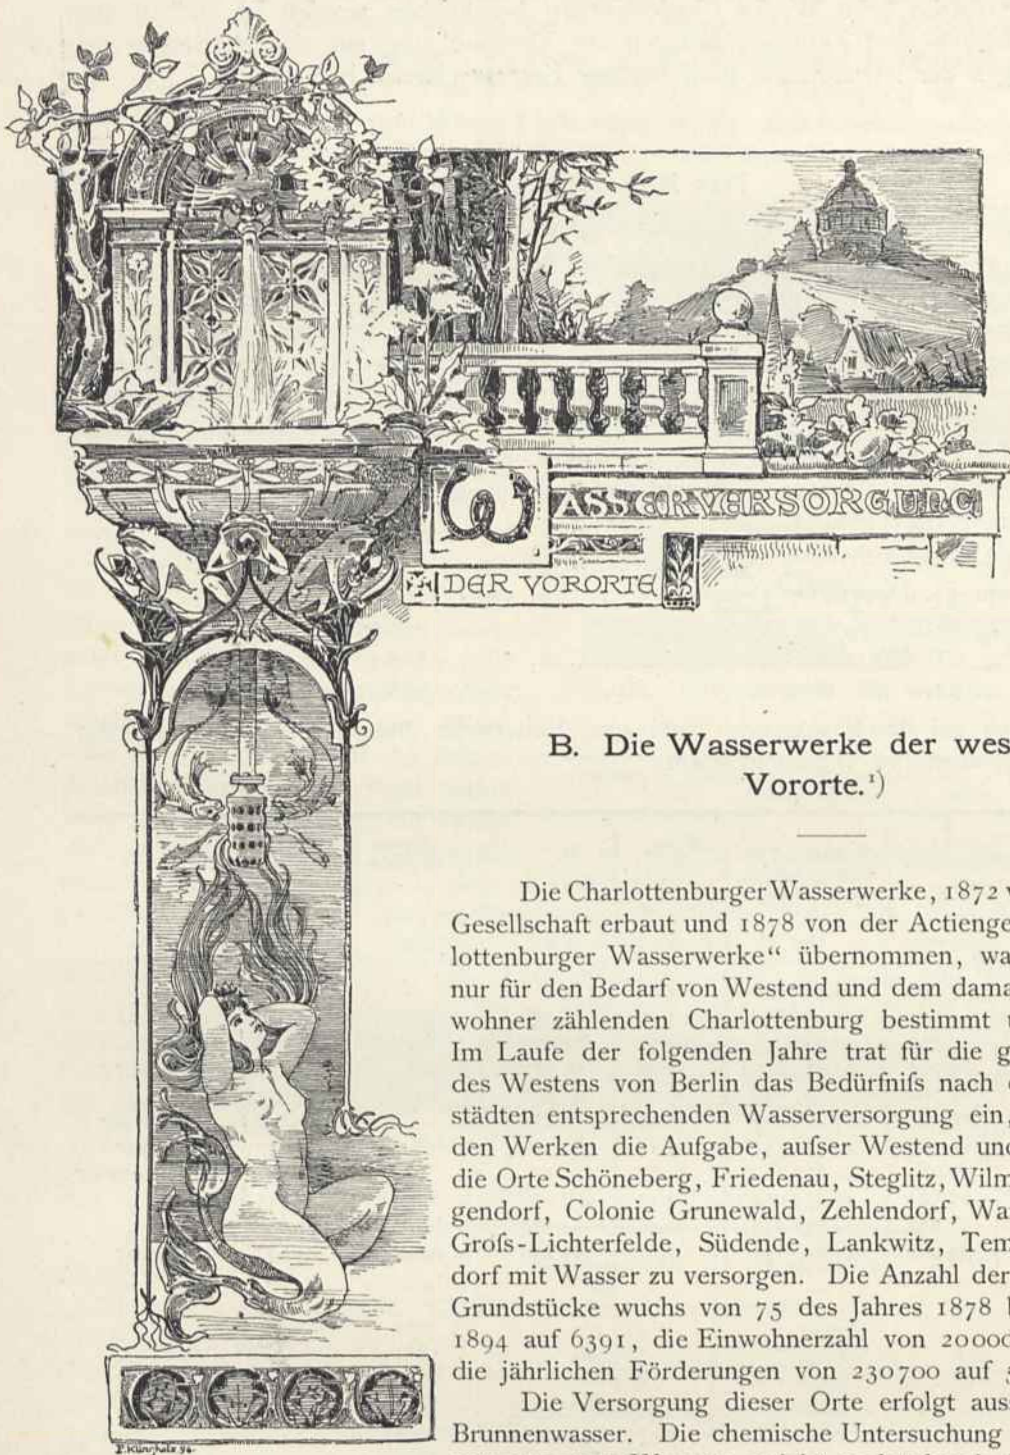 WASSERVERSORGUNG
DER VORORTE
B. Die Wasserwerke der wes
Vororte.¹)
Die Charlottenburger Wasserwerke, 1872 v
Gesellschaft erbaut und 1878 von der Actienge
lottenburger Wasserwerke“ übernommen, wa
nur für den Bedarf von Westend und dem dama
wohner zählenden Charlottenburg bestimmt
Im Laufe der folgenden Jahre trat für die g
des Westens von Berlin das Bedürfniſs nach
städten entsprechenden Wasserversorgung ein,
den Werken die Aufgabe, auſser Westend und
die Orte Schöneberg, Friedenau, Steglitz, Wilm
gendorf, Colonie Grunewald, Zehlendorf, Wa
Groſs-Lichterfelde, Südende, Lankwitz, Tem
dorf mit Wasser zu versorgen. Die Anzahl der
Grundstücke wuchs von 75 des Jahres 1878
1894 auf 6391, die Einwohnerzahl von 20000
die jährlichen Förderungen von 230700 auf
Die Versorgung dieser Orte erfolgt aus
Brunnenwasser. Die chemische Untersuchung